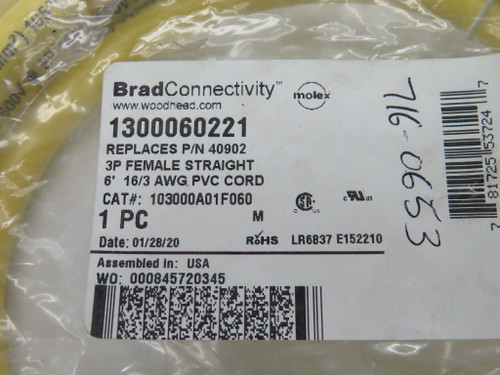 BradConnectivity™
www.woodhead.com
molex
1300060221
REPLACES P/N 40902
3P FEMALE STRAIGHT
6' 16/3 AWG PVC CORD
CAT#: 103000A01F060
1 PC
M
Date: 01/28/20
RoHS
LR6837 E152210
Assembled in: USA
WO: 000845720345
716-0653
7 81725 53724 7